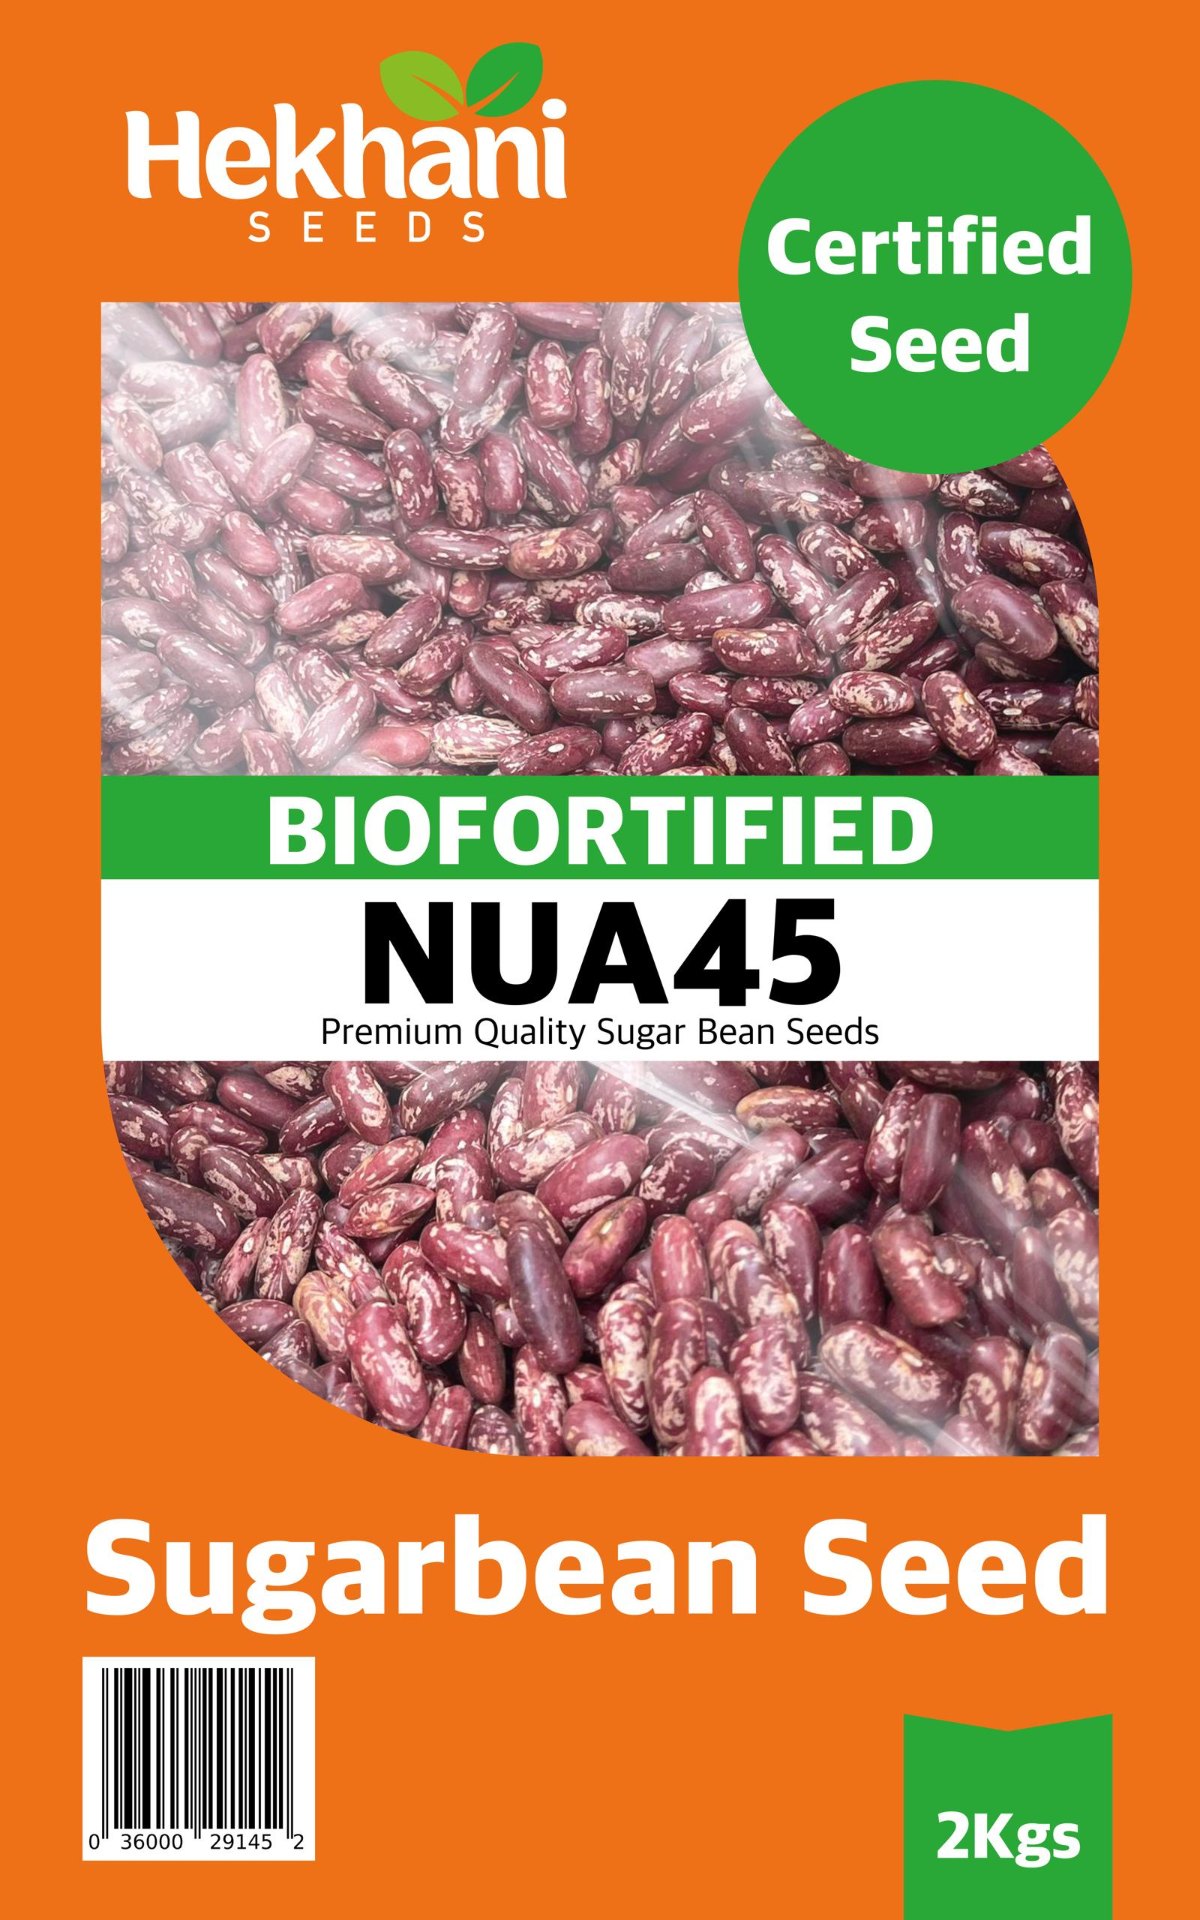 Hekhani
SEEDS
Certified
Seed
BIOFORTIFIED
NUA45
Premium Quality Sugar Bean Seeds
Sugarbean Seed
0 36000 29145 2
2Kgs